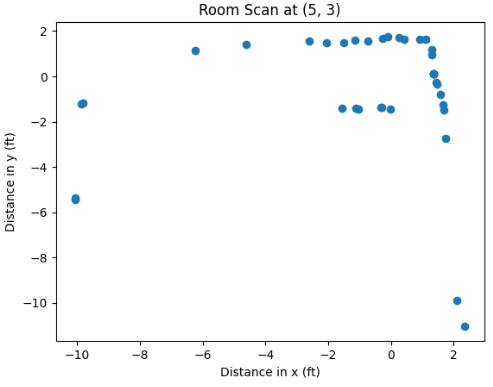 Room Scan at (5, 3)
Distance in y (ft)
2
0
−2
−4
−6
−8
−10
−10 −8 −6 −4 −2 0 2
Distance in x (ft)